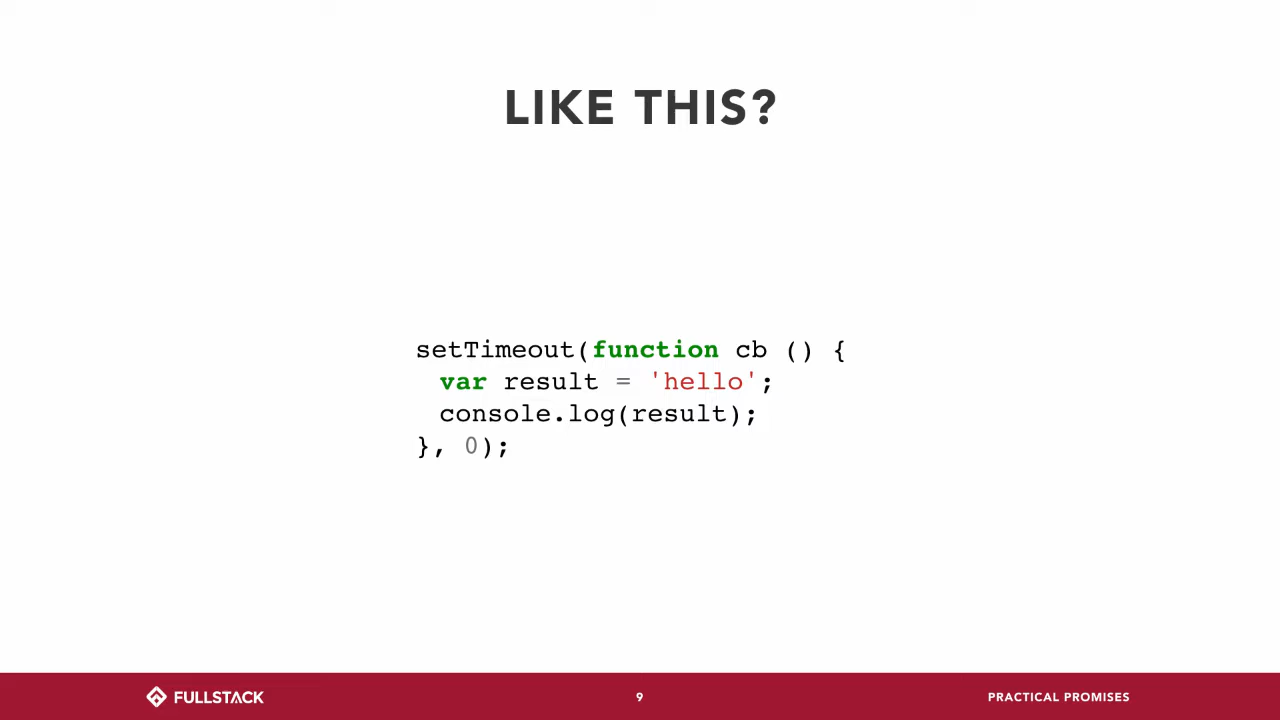 LIKE THIS?
setTimeout(function cb () {
var result = 'hello';
console.log(result);
}, 0);
FULLSTACK
9
PRACTICAL PROMISES